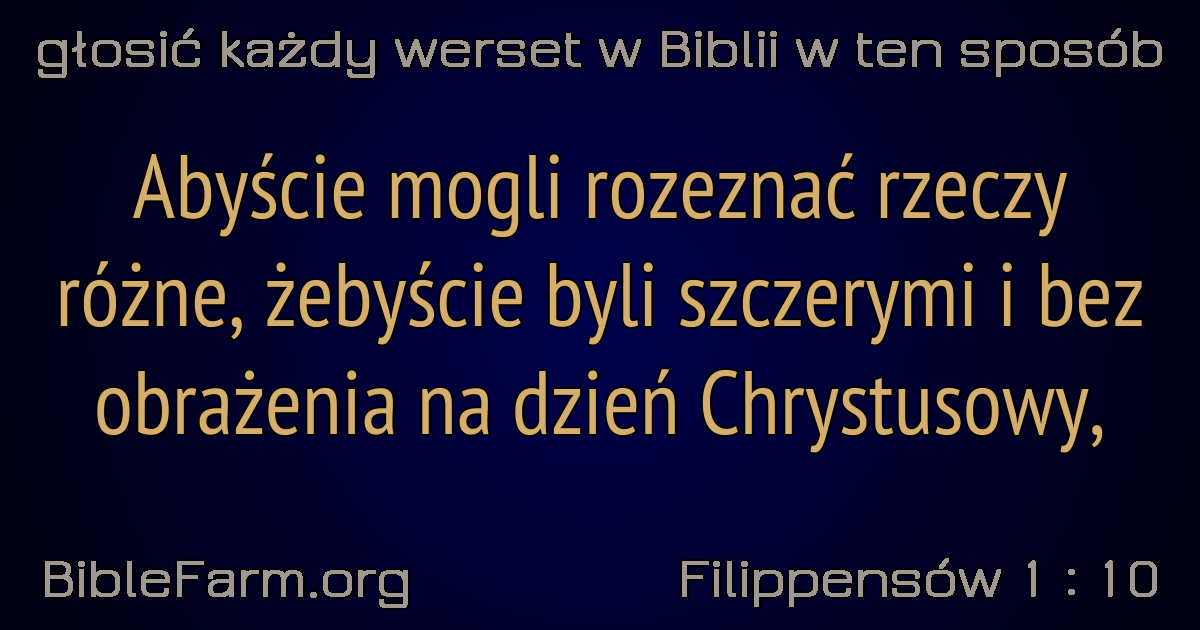 głosić każdy werset w Biblii w ten sposób
Abyście mogli rozeznać rzeczy
różne, żebyście byli szczerymi i bez
obrażenia na dzień Chrystusowy,
BibleFarm.org
Filippensów 1 : 10